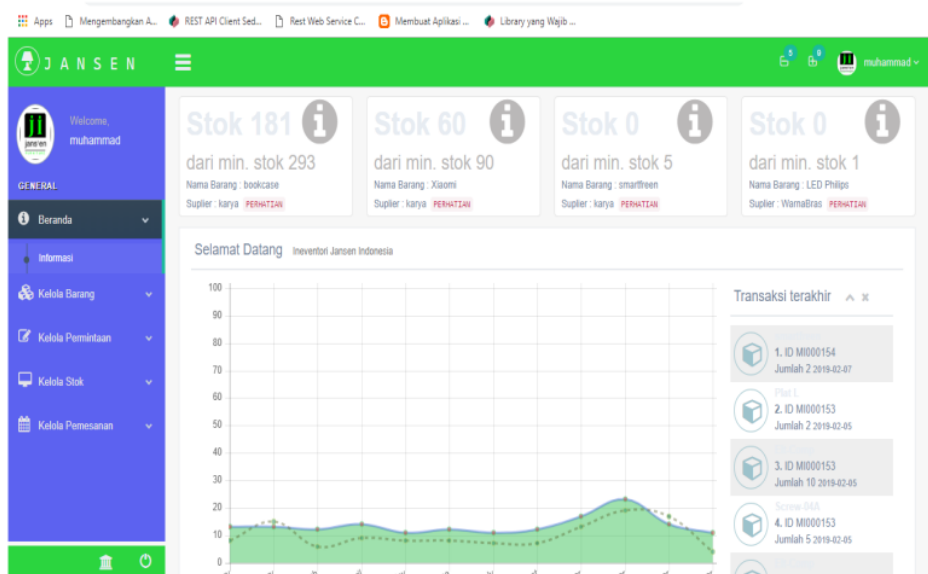 Apps Mengembangkan A... REST API Client Sed... Rest Web Service C... Membuat Aplikasi ... Library yang Wajib ...
JANSEN 5 muhammad
Welcome,
muhammad
jansen
GENERAL
Beranda
Informasi
Kelola Barang
Kelola Permintaan
Kelola Stok
Kelola Pemesanan
Stok 181
dari min. stok 293
Nama Barang : bookcase
Suplier : karya PERHATIAN
Stok 60
dari min. stok 90
Nama Barang : Xiaomi
Suplier : karya PERHATIAN
Stok 0
dari min. stok 5
Nama Barang : smartfreen
Suplier : karya PERHATIAN
Stok 0
dari min. stok 1
Nama Barang : LED Philips
Suplier : WarnaBras PERHATIAN
Selamat Datang Ineventori Jansen Indonesia
100
90
80
70
60
50
40
30
20
10
0
Transaksi terakhir
1. ID MI000154
Jumlah 2 2019-02-07
Plat L
2. ID MI000153
Jumlah 2 2019-02-05
3. ID MI000153
Jumlah 10 2019-02-05
Screw 04A
4. ID MI000153
Jumlah 5 2019-02-05